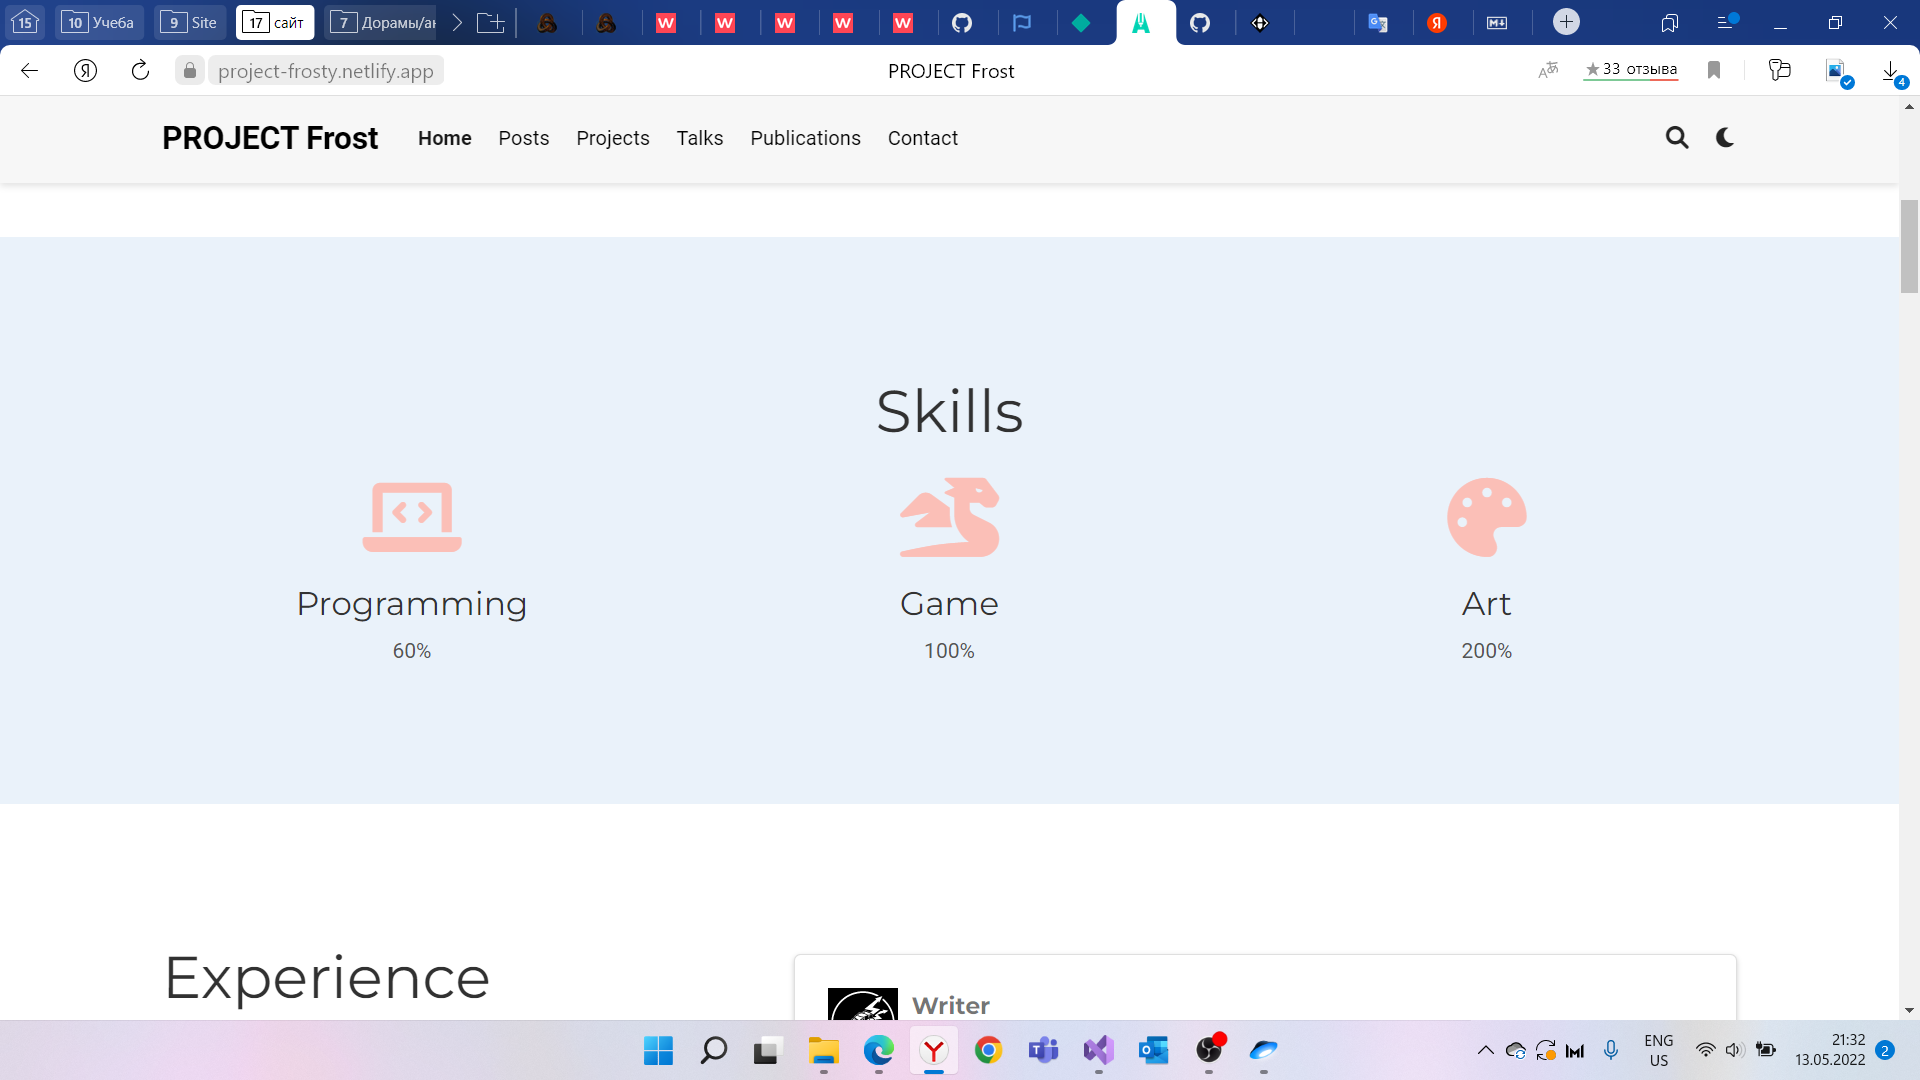 15 10 Учеба 9 Site 17 сайт 7 Дорамы/ан
project-frosty.netlify.app PROJECT Frost 33 отзыва 4
PROJECT Frost Home Posts Projects Talks Publications Contact
Skills
Programming Game Art
60% 100% 200%
Experience
Writer
ENG 21:32
US 13.05.2022 2